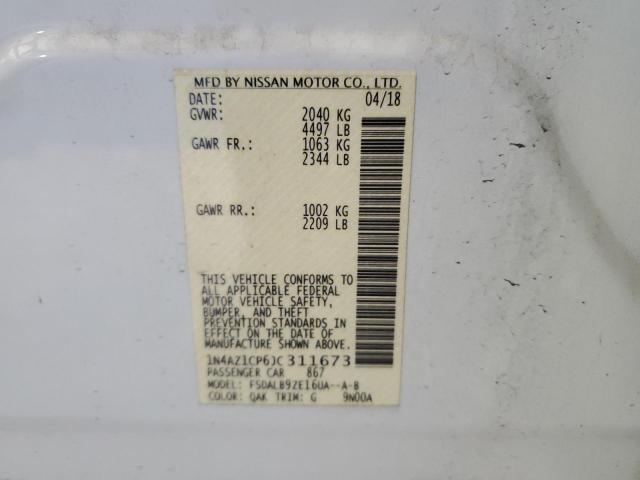 MFD BY NISSAN MOTOR CO., LTD.
DATE: 04/18
GVWR: 2040 KG
4497 LB
GAWR FR.: 1063 KG
2344 LB
GAWR RR.: 1002 KG
2209 LB
THIS VEHICLE CONFORMS TO
ALL APPLICABLE FEDERAL
MOTOR VEHICLE SAFETY,
BUMPER, AND THEFT
PREVENTION STANDARDS IN
EFFECT ON THE DATE OF
MANUFACTURE SHOWN ABOVE.
1N4AZ1CP6JC 311673
PASSENGER CAR 867
MODEL: FSDALB9ZE16UA--A-B
COLOR: QAK TRIM: G 9N00A